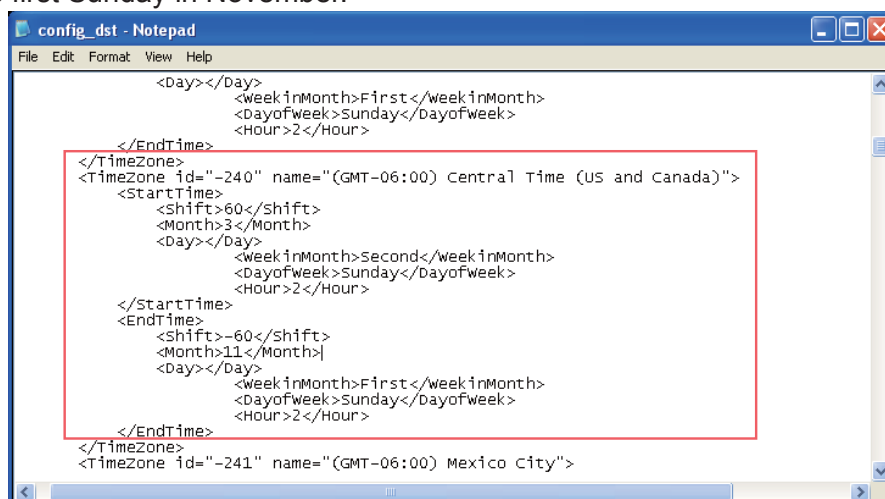 first Sunday in November.
config_dst - Notepad
File Edit Format View Help
<Day></Day>
<WeekinMonth>First</WeekinMonth>
<DayofWeek>Sunday</DayofWeek>
<Hour>2</Hour>
</EndTime>
</TimeZone>
<TimeZone id="-240" name="(GMT-06:00) Central Time (US and Canada)">
<StartTime>
<Shift>60</Shift>
<Month>3</Month>
<Day></Day>
<WeekinMonth>Second</WeekinMonth>
<DayofWeek>Sunday</DayofWeek>
<Hour>2</Hour>
</StartTime>
<EndTime>
<Shift>-60</Shift>
<Month>11</Month>
<Day></Day>
<WeekinMonth>First</WeekinMonth>
<DayofWeek>Sunday</DayofWeek>
<Hour>2</Hour>
</EndTime>
</TimeZone>
<TimeZone id="-241" name="(GMT-06:00) Mexico City">